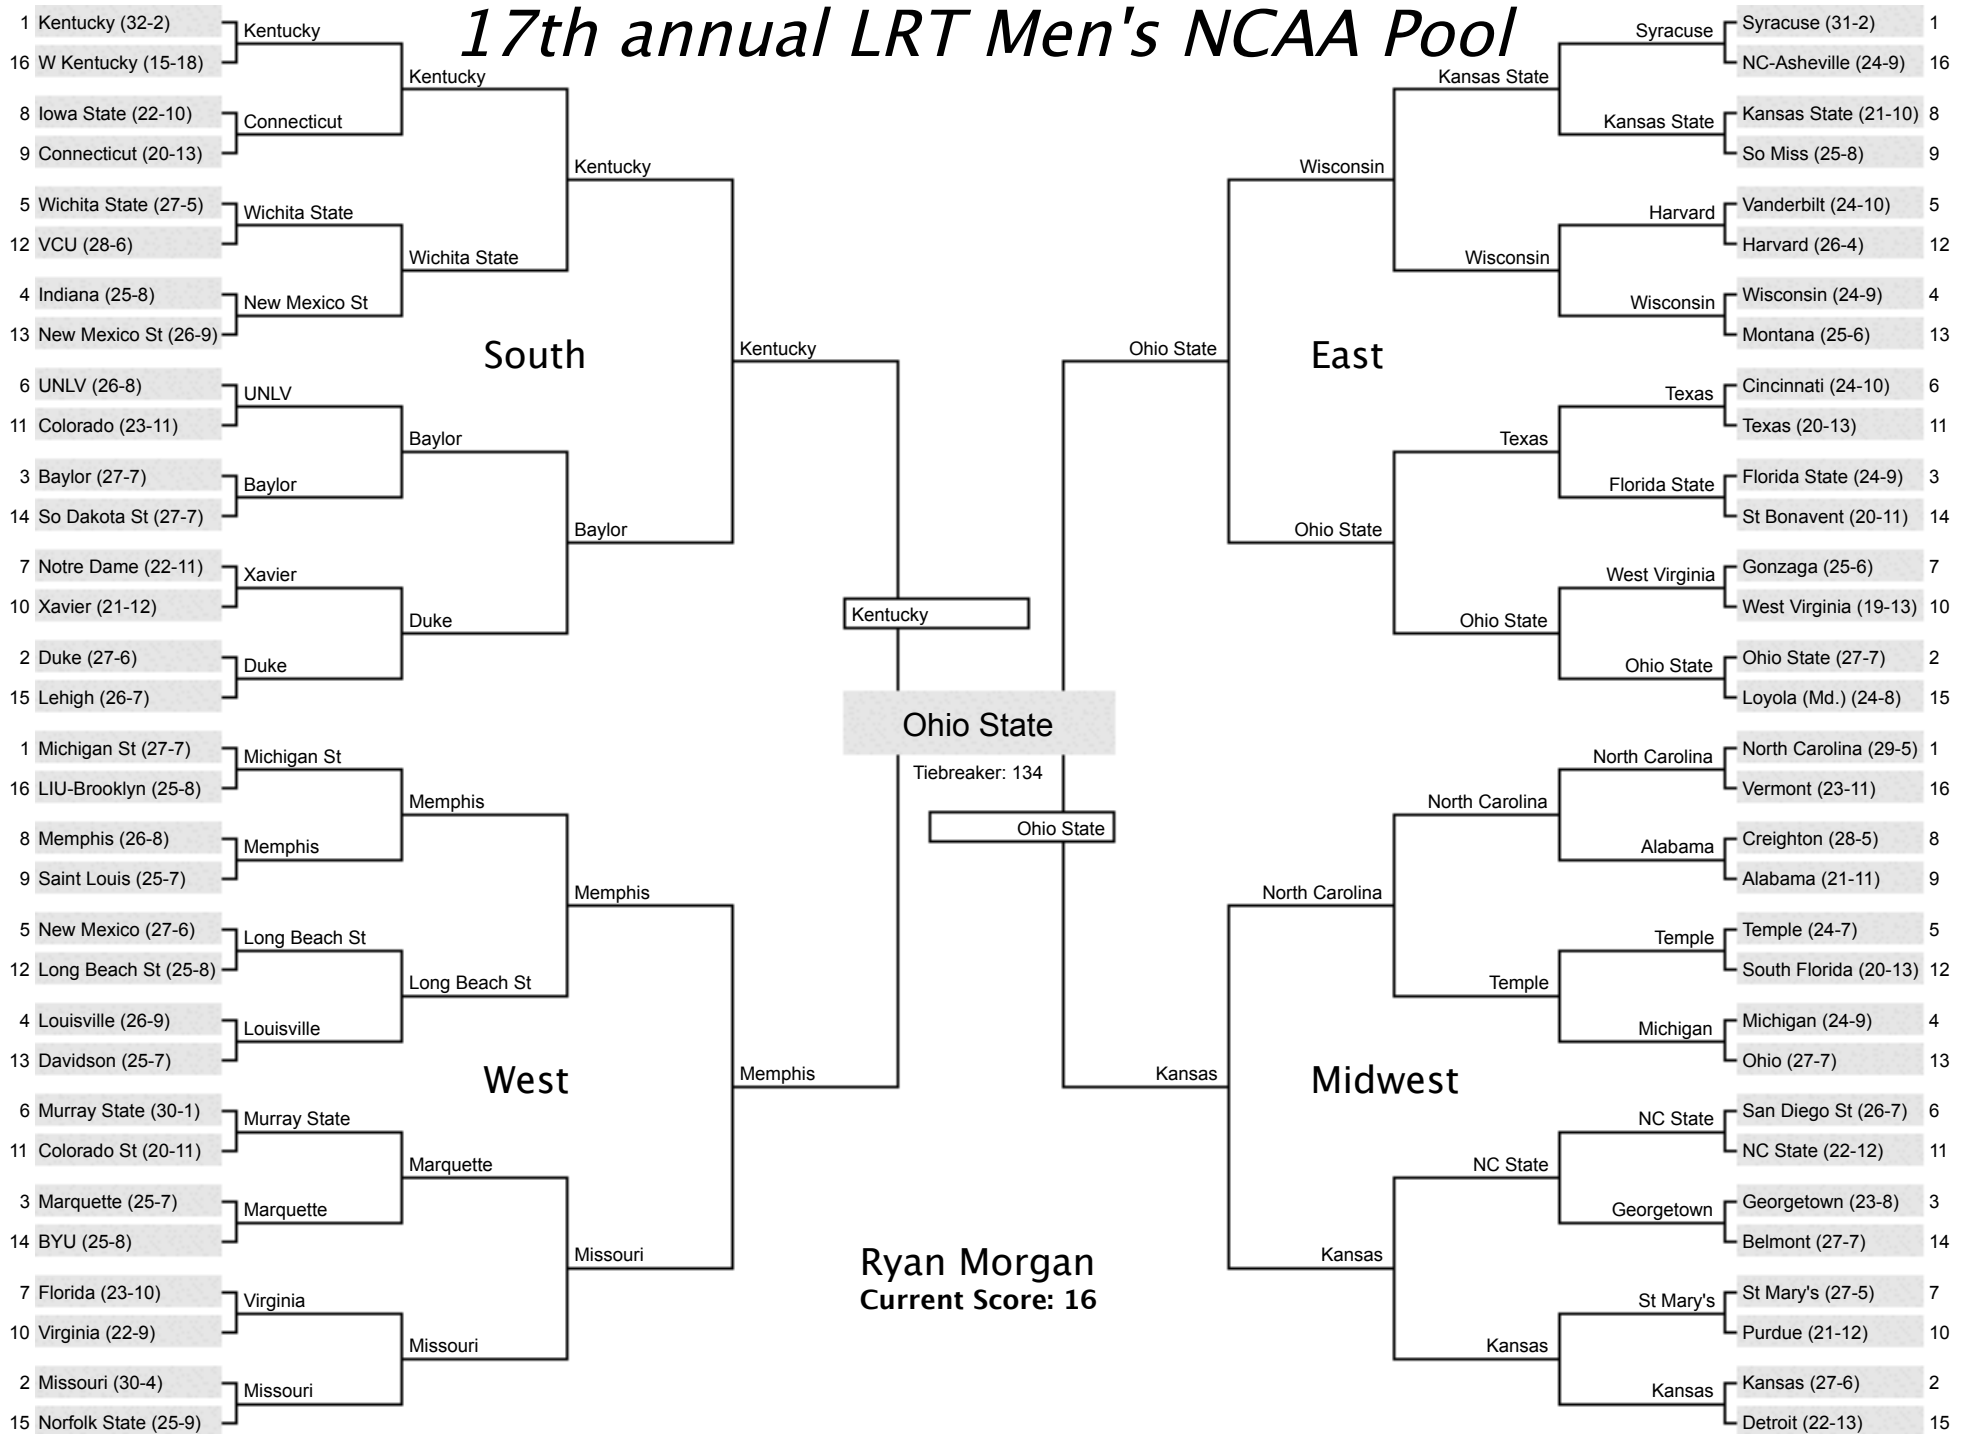 17th annual LRT Men's NCAA Pool
1 Kentucky (32-2)
16 W Kentucky (15-18)
8 Iowa State (22-10)
9 Connecticut (20-13)
5 Wichita State (27-5)
12 VCU (28-6)
4 Indiana (25-8)
13 New Mexico St (26-9)
6 UNLV (26-8)
11 Colorado (23-11)
3 Baylor (27-7)
14 So Dakota St (27-7)
7 Notre Dame (22-11)
10 Xavier (21-12)
2 Duke (27-6)
15 Lehigh (26-7)
Kentucky
Connecticut
Wichita State
New Mexico St
UNLV
Baylor
Xavier
Duke
Kentucky
Wichita State
Baylor
Duke
Kentucky
Baylor
South
Kentucky
1 Michigan St (27-7)
16 LIU-Brooklyn (25-8)
8 Memphis (26-8)
9 Saint Louis (25-7)
5 New Mexico (27-6)
12 Long Beach St (25-8)
4 Louisville (26-9)
13 Davidson (25-7)
6 Murray State (30-1)
11 Colorado St (20-11)
3 Marquette (25-7)
14 BYU (25-8)
7 Florida (23-10)
10 Virginia (22-9)
2 Missouri (30-4)
15 Norfolk State (25-9)
Michigan St
Memphis
Long Beach St
Louisville
Murray State
Marquette
Virginia
Missouri
Memphis
Long Beach St
Marquette
Missouri
Memphis
Missouri
West
Memphis
Kentucky
Ohio State
Tiebreaker: 134
Ohio State
Ryan Morgan
Current Score: 16
Syracuse (31-2) 1
NC-Asheville (24-9) 16
Kansas State (21-10) 8
So Miss (25-8) 9
Vanderbilt (24-10) 5
Harvard (26-4) 12
Wisconsin (24-9) 4
Montana (25-6) 13
Cincinnati (24-10) 6
Texas (20-13) 11
Florida State (24-9) 3
St Bonavent (20-11) 14
Gonzaga (25-6) 7
West Virginia (19-13) 10
Ohio State (27-7) 2
Loyola (Md.) (24-8) 15
Syracuse
Kansas State
Harvard
Wisconsin
Texas
Florida State
West Virginia
Ohio State
Kansas State
Wisconsin
Texas
Ohio State
Wisconsin
Ohio State
East
Ohio State
North Carolina (29-5) 1
Vermont (23-11) 16
Creighton (28-5) 8
Alabama (21-11) 9
Temple (24-7) 5
South Florida (20-13) 12
Michigan (24-9) 4
Ohio (27-7) 13
San Diego St (26-7) 6
NC State (22-12) 11
Georgetown (23-8) 3
Belmont (27-7) 14
St Mary's (27-5) 7
Purdue (21-12) 10
Kansas (27-6) 2
Detroit (22-13) 15
North Carolina
Alabama
Temple
Michigan
NC State
Georgetown
St Mary's
Kansas
North Carolina
Temple
NC State
Kansas
North Carolina
Kansas
Midwest
Kansas